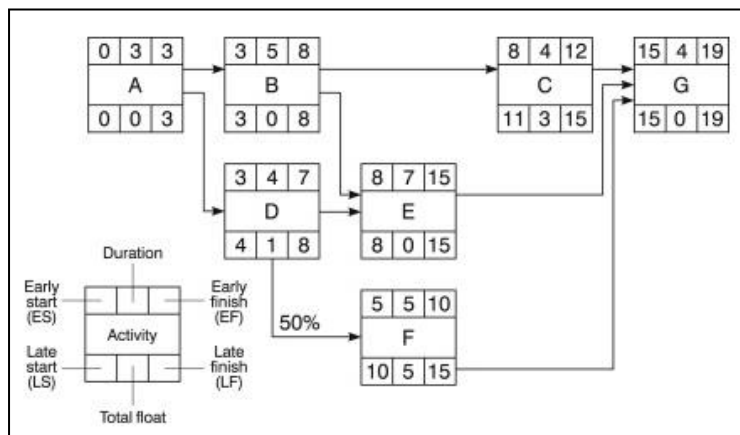 0 3 3
A
0 0 3
3 5 8
B
3 0 8
8 4 12
C
11 3 15
15 4 19
G
15 0 19
3 4 7
D
4 1 8
8 7 15
E
8 0 15
50%
5 5 10
F
10 5 15
Duration
Early
start
(ES)
Early
finish
(EF)
Activity
Late
start
(LS)
Late
finish
(LF)
Total float